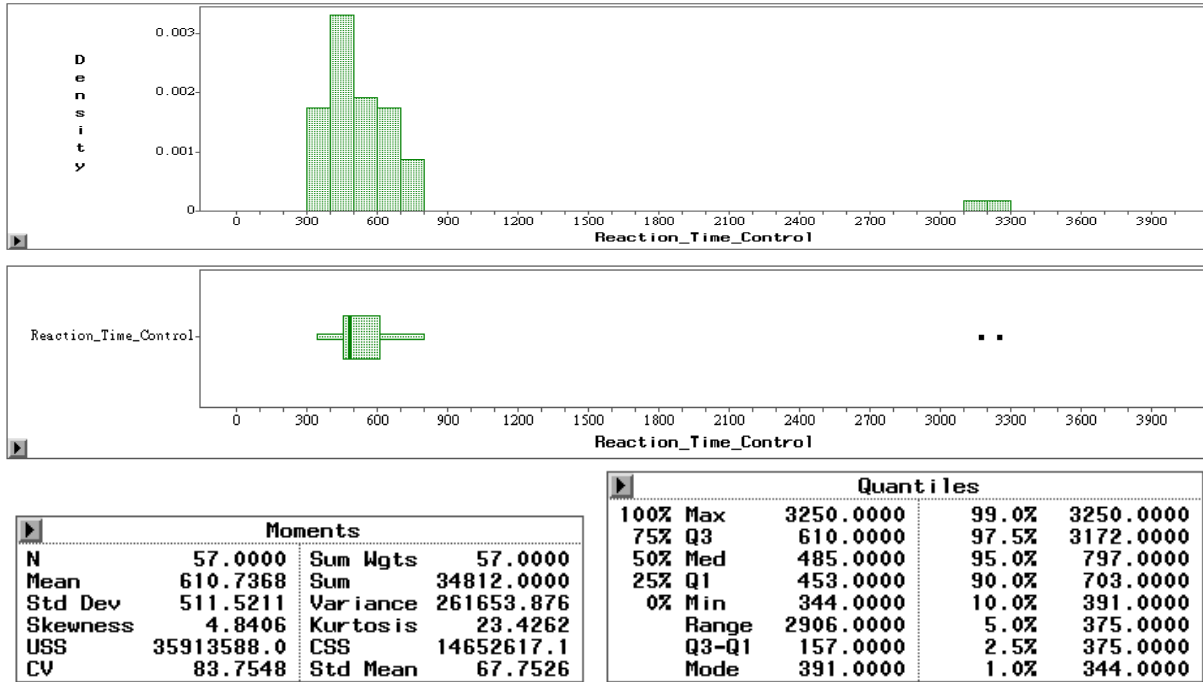 Density
0.003
0.002
0.001
0
0 300 600 900 1200 1500 1800 2100 2400 2700 3000 3300 3600 3900
Reaction_Time_Control
Reaction_Time_Control
0 300 600 900 1200 1500 1800 2100 2400 2700 3000 3300 3600 3900
Reaction_Time_Control
Moments
N 57.0000 Sum Wgts 57.0000
Mean 610.7368 Sum 34812.0000
Std Dev 511.5211 Variance 261653.876
Skewness 4.8406 Kurtosis 23.4262
USS 35913588.0 CSS 14652617.1
CV 83.7548 Std Mean 67.7526
Quantiles
100% Max 3250.0000 99.0% 3250.0000
75% Q3 610.0000 97.5% 3172.0000
50% Med 485.0000 95.0% 797.0000
25% Q1 453.0000 90.0% 703.0000
0% Min 344.0000 10.0% 391.0000
Range 2906.0000 5.0% 375.0000
Q3-Q1 157.0000 2.5% 375.0000
Mode 391.0000 1.0% 344.0000